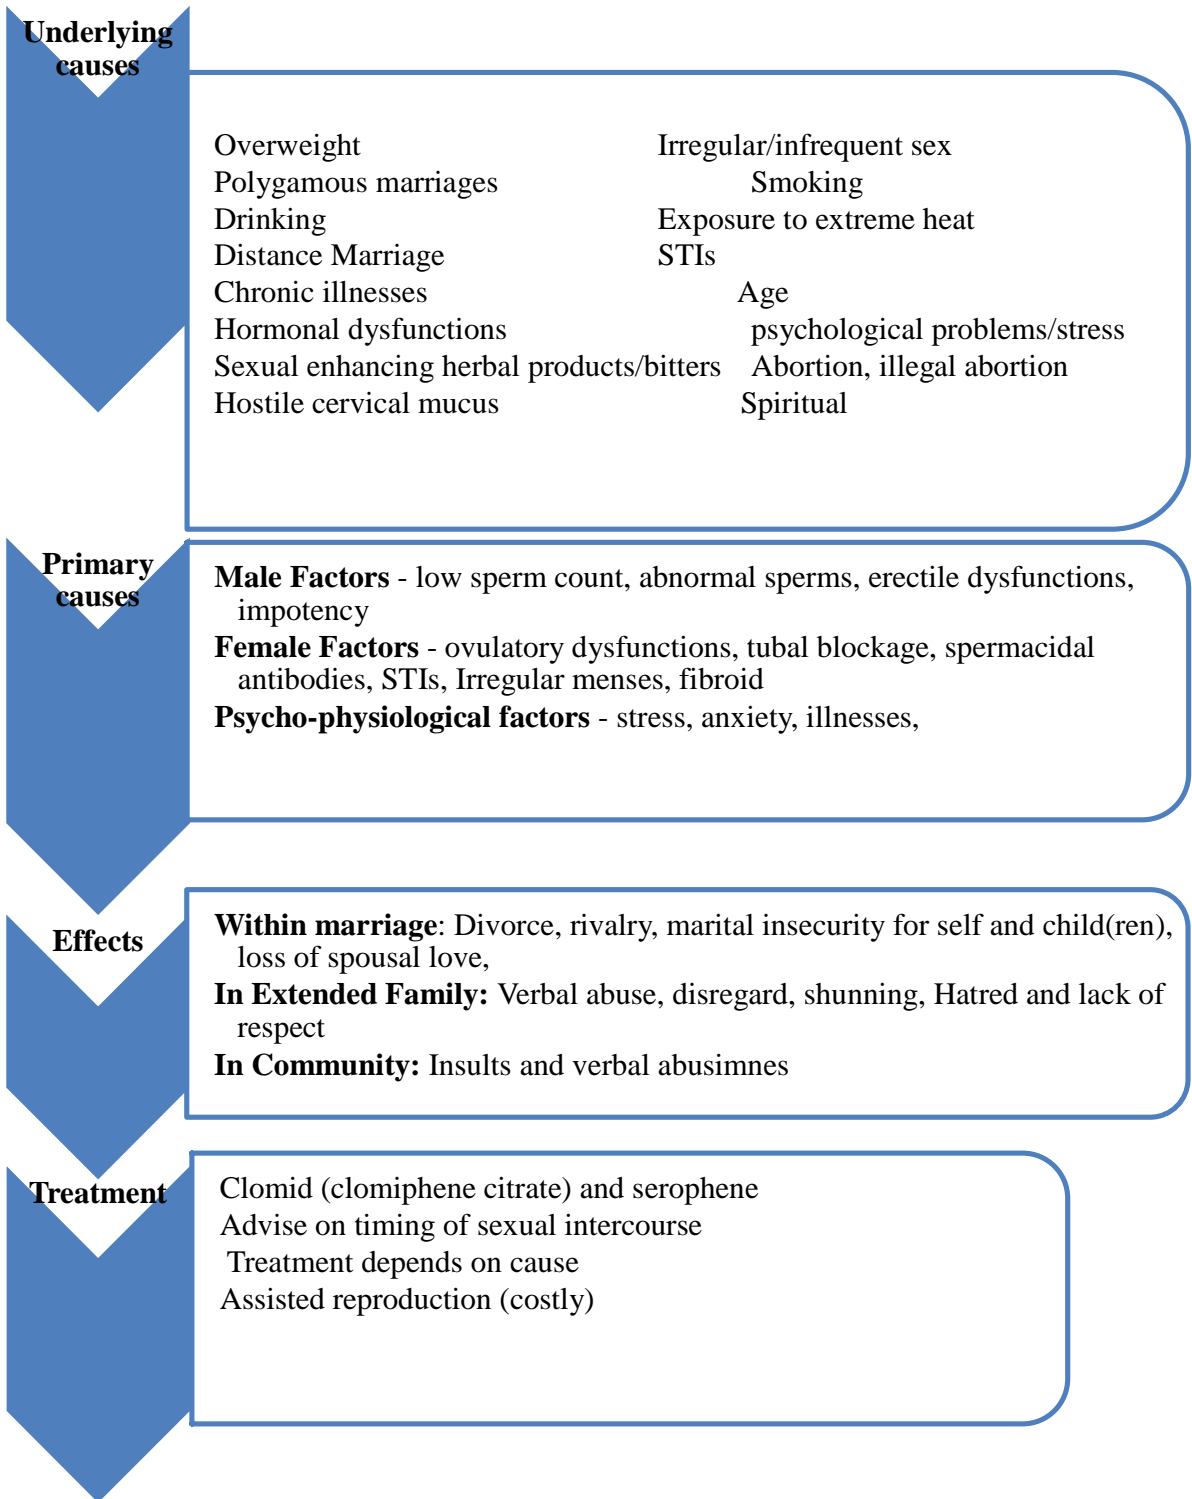 Underlying
causes
Overweight Irregular/infrequent sex
Polygamous marriages Smoking
Drinking Exposure to extreme heat
Distance Marriage STIs
Chronic illnesses Age
Hormonal dysfunctions psychological problems/stress
Sexual enhancing herbal products/bitters Abortion, illegal abortion
Hostile cervical mucus Spiritual
Primary
causes
Male Factors - low sperm count, abnormal sperms, erectile dysfunctions,
impotency
Female Factors - ovulatory dysfunctions, tubal blockage, spermacidal
antibodies, STIs, Irregular menses, fibroid
Psycho-physiological factors - stress, anxiety, illnesses,
Effects
Within marriage: Divorce, rivalry, marital insecurity for self and child(ren),
loss of spousal love,
In Extended Family: Verbal abuse, disregard, shunning, Hatred and lack of
respect
In Community: Insults and verbal abusimnes
Treatment
Clomid (clomiphene citrate) and serophene
Advise on timing of sexual intercourse
Treatment depends on cause
Assisted reproduction (costly)